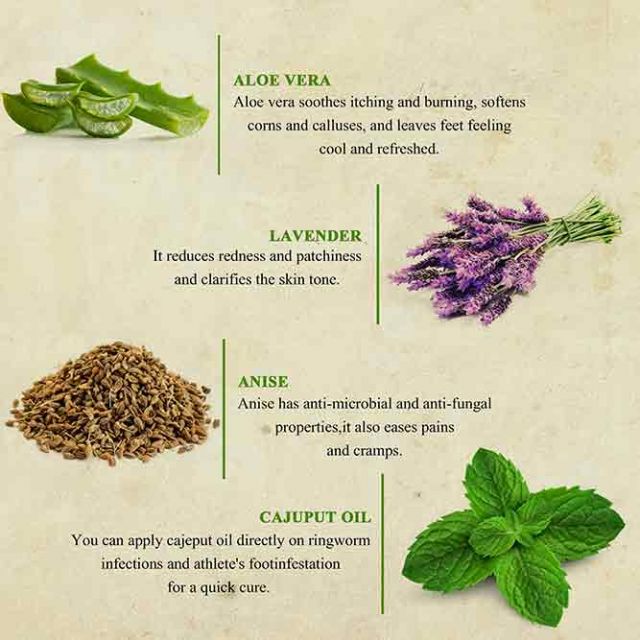 ALOE VERA
Aloe vera soothes itching and burning, softens
corns and calluses, and leaves feet feeling
cool and refreshed.
LAVENDER
It reduces redness and patchiness
and clarifies the skin tone.
ANISE
Anise has anti-microbial and anti-fungal
properties,it also eases pains
and cramps.
CAJUPUT OIL
You can apply cajeput oil directly on ringworm
infections and athlete's footinfestation
for a quick cure.